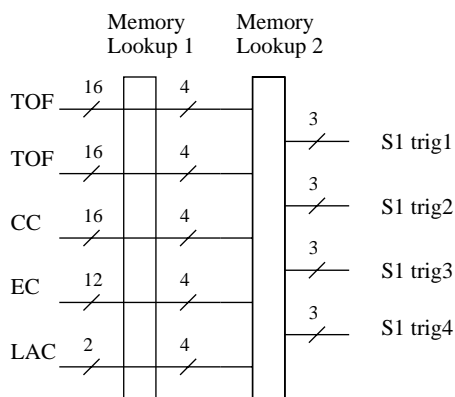 Memory Lookup 1
Memory Lookup 2
TOF 16 4
3 S1 trig1
TOF 16 4
3 S1 trig2
CC 16 4
3 S1 trig3
EC 12 4
3 S1 trig4
LAC 2 4